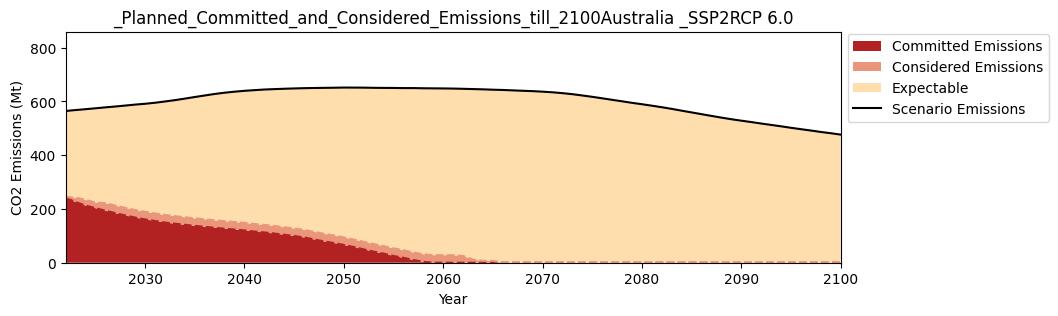 _Planned_Committed_and_Considered_Emissions_till_2100Australia _SSP2RCP 6.0
CO2 Emissions (Mt)
800
600
400
200
0
2030 2040 2050 2060 2070 2080 2090 2100
Year
Committed Emissions
Considered Emissions
Expectable
Scenario Emissions